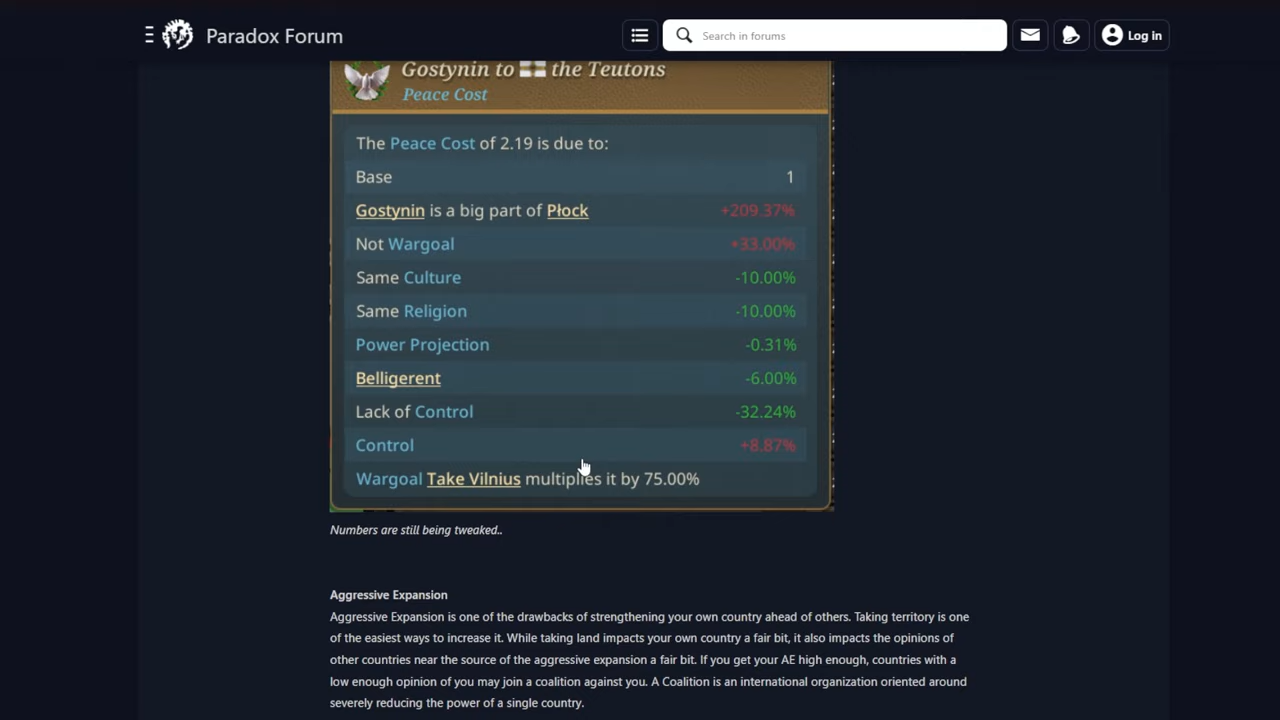 Paradox Forum
Search in forums
Log in
Gostynin to the Teutons
Peace Cost
The Peace Cost of 2.19 is due to:
Base 1
Gostynin is a big part of Płock +209.37%
Not Wargoal +33.00%
Same Culture -10.00%
Same Religion -10.00%
Power Projection -0.31%
Belligerent -6.00%
Lack of Control -32.24%
Control +8.87%
Wargoal Take Vilnius multiplies it by 75.00%
Numbers are still being tweaked..
Aggressive Expansion
Aggressive Expansion is one of the drawbacks of strengthening your own country ahead of others. Taking territory is one
of the easiest ways to increase it. While taking land impacts your own country a fair bit, it also impacts the opinions of
other countries near the source of the aggressive expansion a fair bit. If you get your AE high enough, countries with a
low enough opinion of you may join a coalition against you. A Coalition is an international organization oriented around
severely reducing the power of a single country.